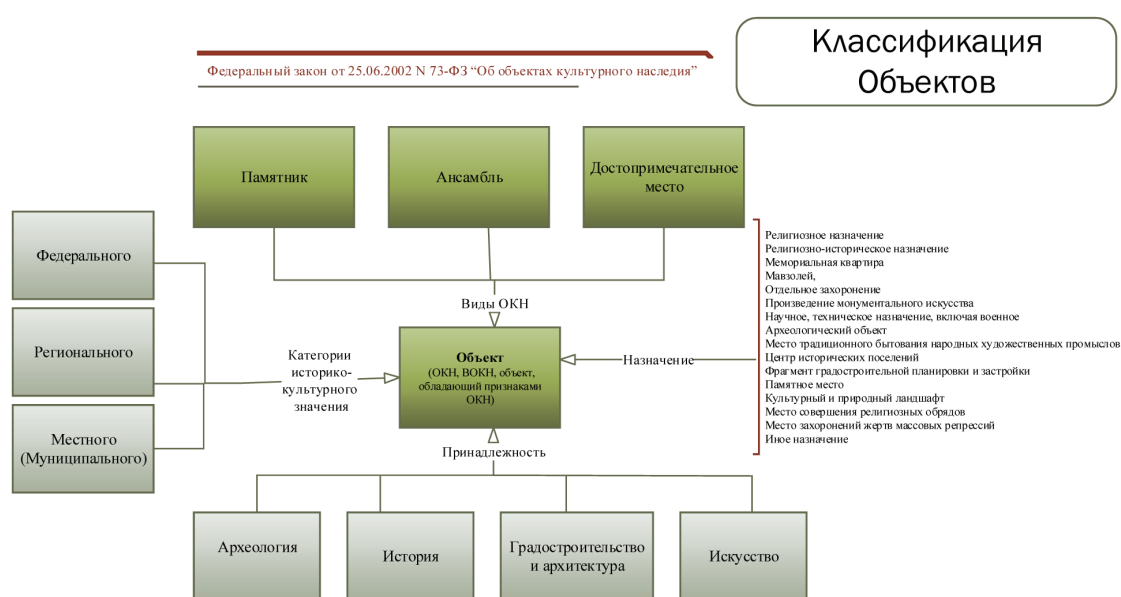 Классификация
Объектов
Федеральный закон от 25.06.2002 N 73-ФЗ “Об объектах культурного наследия”
Памятник
Ансамбль
Достопримечательное
место
Федерального
Регионального
Местного
(Муниципального)
Виды ОКН
Категории
историко-
культурного
значения
Объект
(ОКН, ВОКН, объект,
обладающий признаками
ОКН)
Назначение
Религиозное назначение
Религиозно-историческое назначение
Мемориальная квартира
Мавзолей,
Отдельное захоронение
Произведение монументального искусства
Научное, техническое назначение, включая военное
Археологический объект
Место традиционного бытования народных художественных промыслов
Центр исторических поселений
Фрагмент градостроительной планировки и застройки
Памятное место
Культурный и природный ландшафт
Место совершения религиозных обрядов
Место захоронений жертв массовых репрессий
Иное назначение
Принадлежность
Археология
История
Градостроительство
и архитектура
Искусство